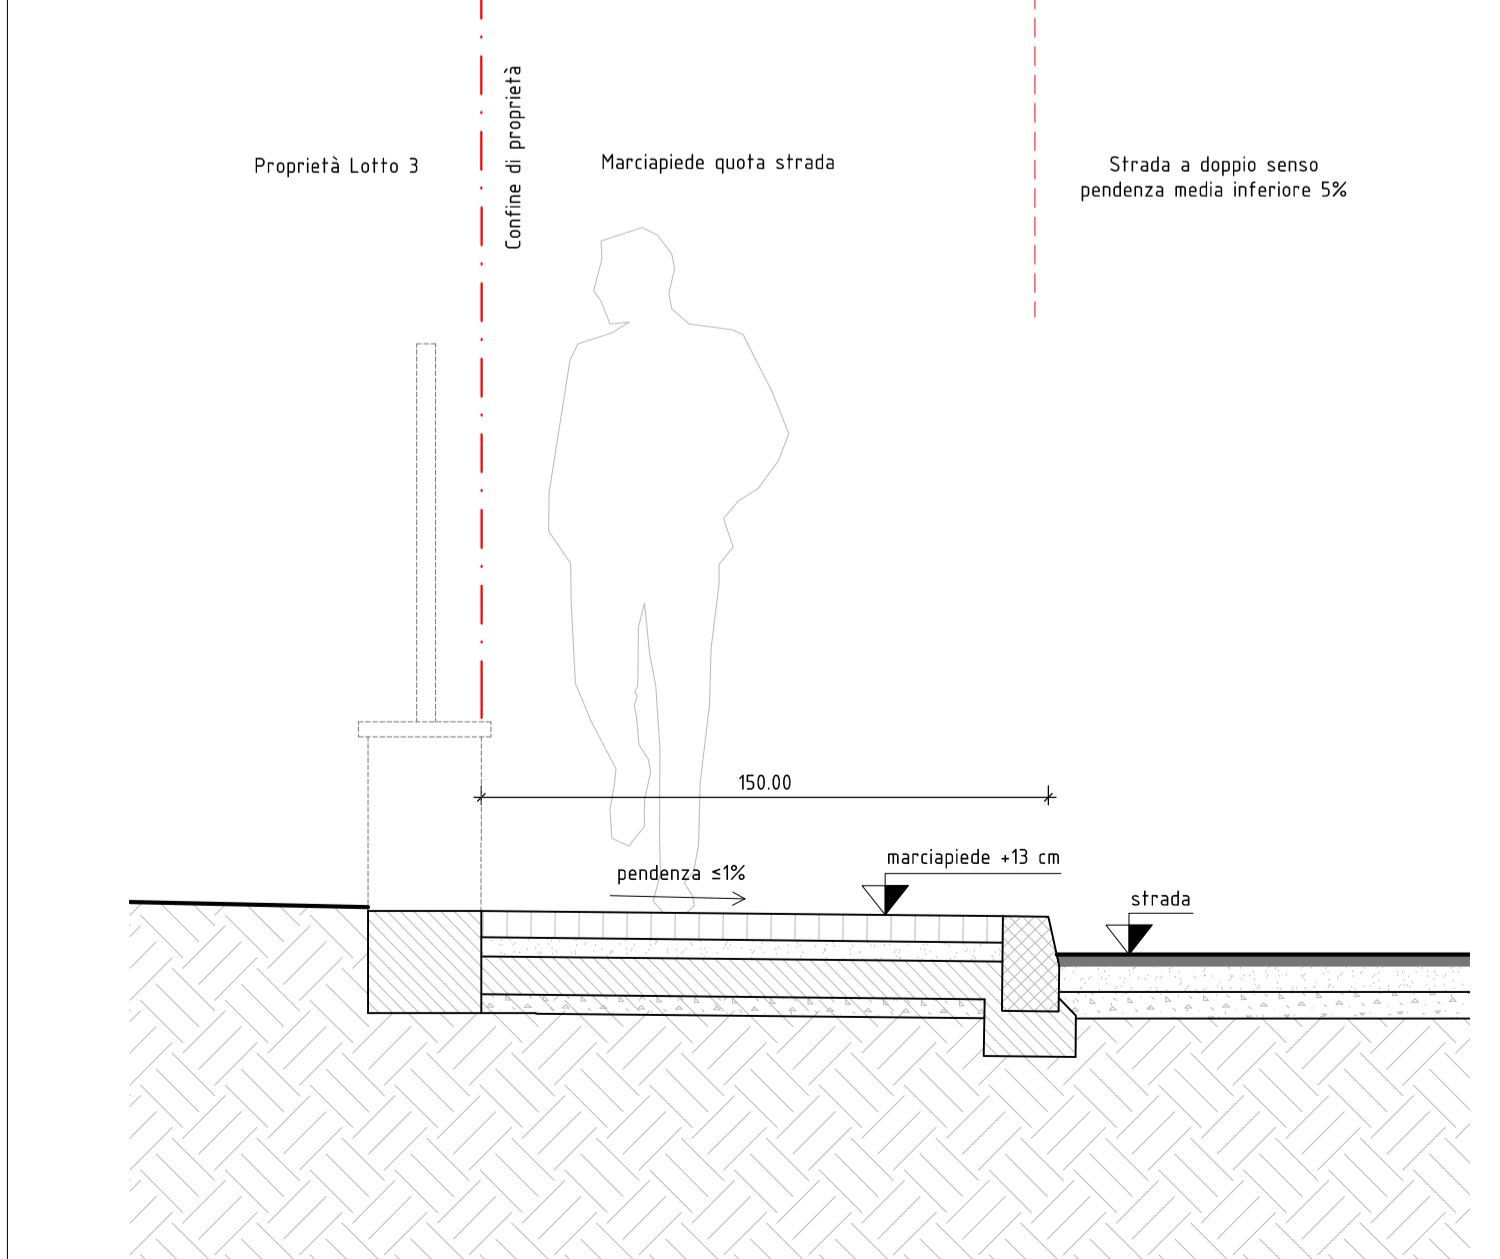 Proprietà Lotto 3
Confine di proprietà
Marciapiede quota strada
Strada a doppio senso
pendenza media inferiore 5%
150.00
pendenza ≤1%
marciapiede +13 cm
strada